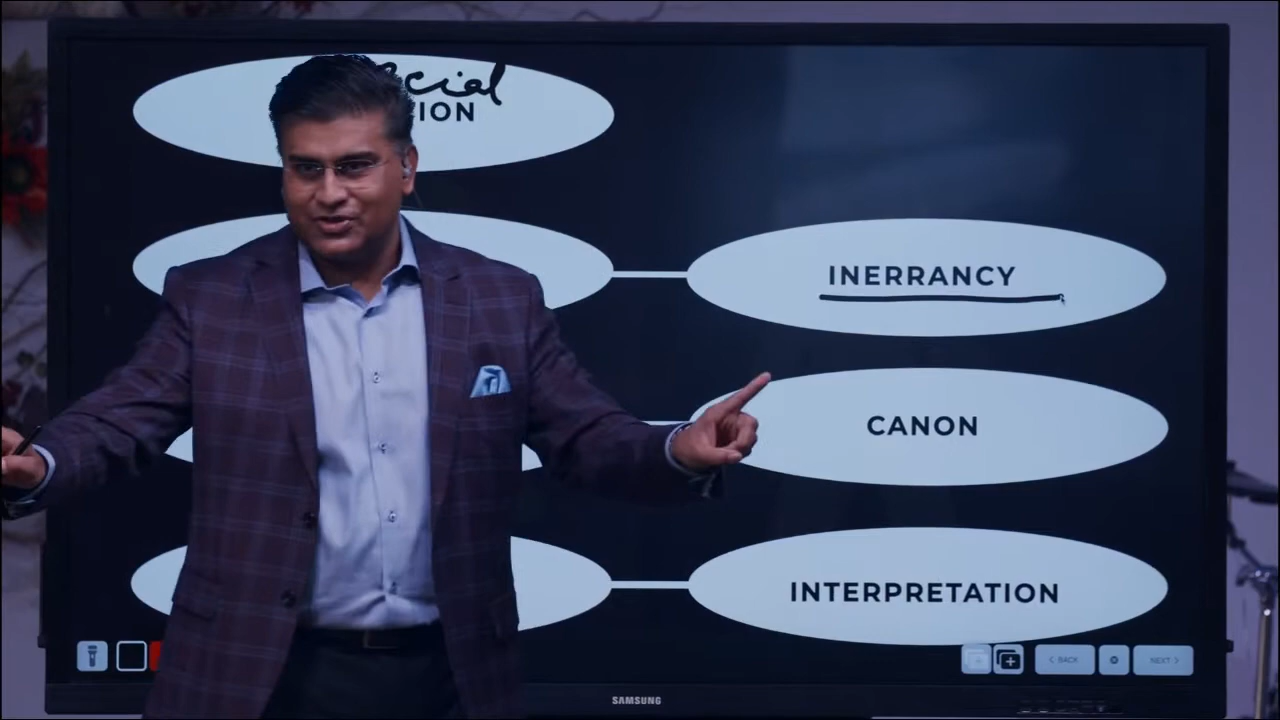 INERRANCY
CANON
INTERPRETATION
< BACK
NEXT >
SAMSUNG